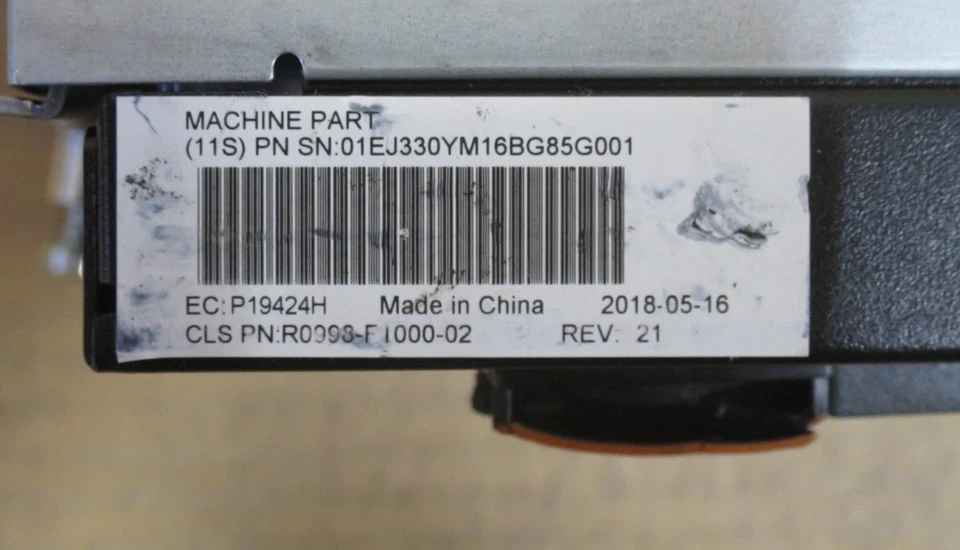 MACHINE PART
(11S) PN SN:01EJ330YM16BG85G001
EC:P19424H Made in China 2018-05-16
CLS PN:R0998-F1000-02 REV: 21